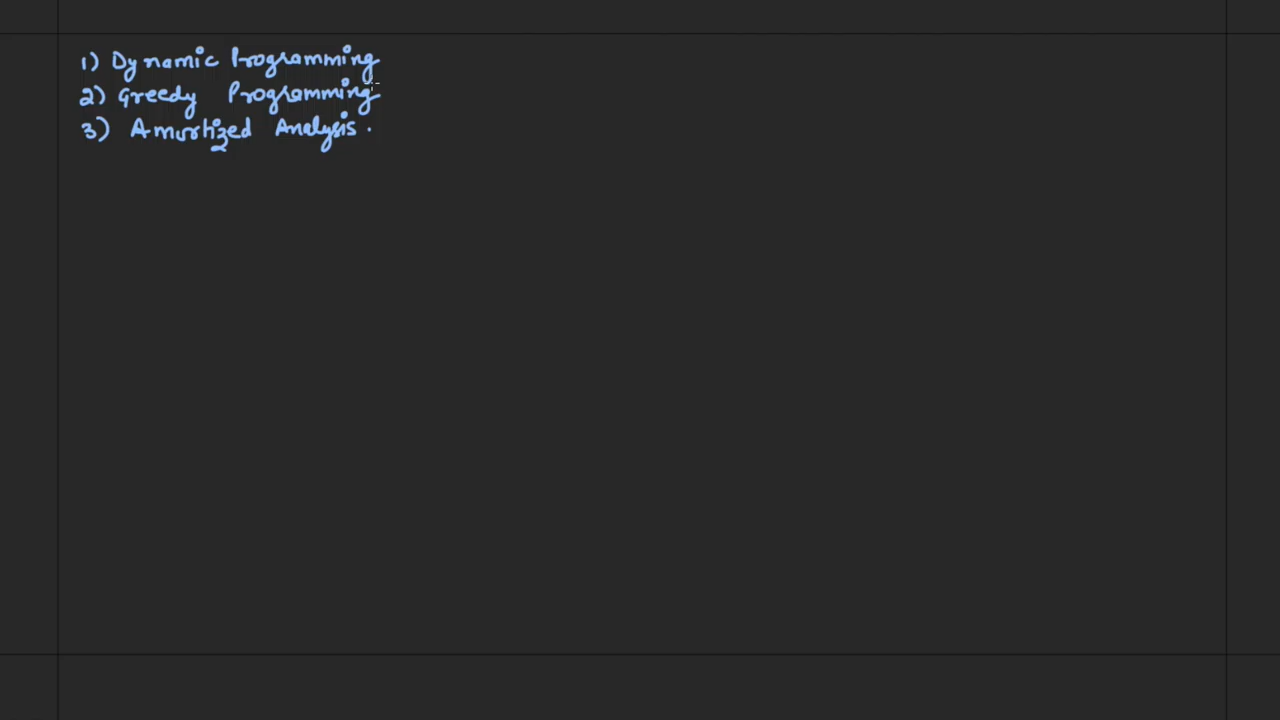 1) Dynamic Programming
2) Greedy Programming
3) Amortized Analysis.